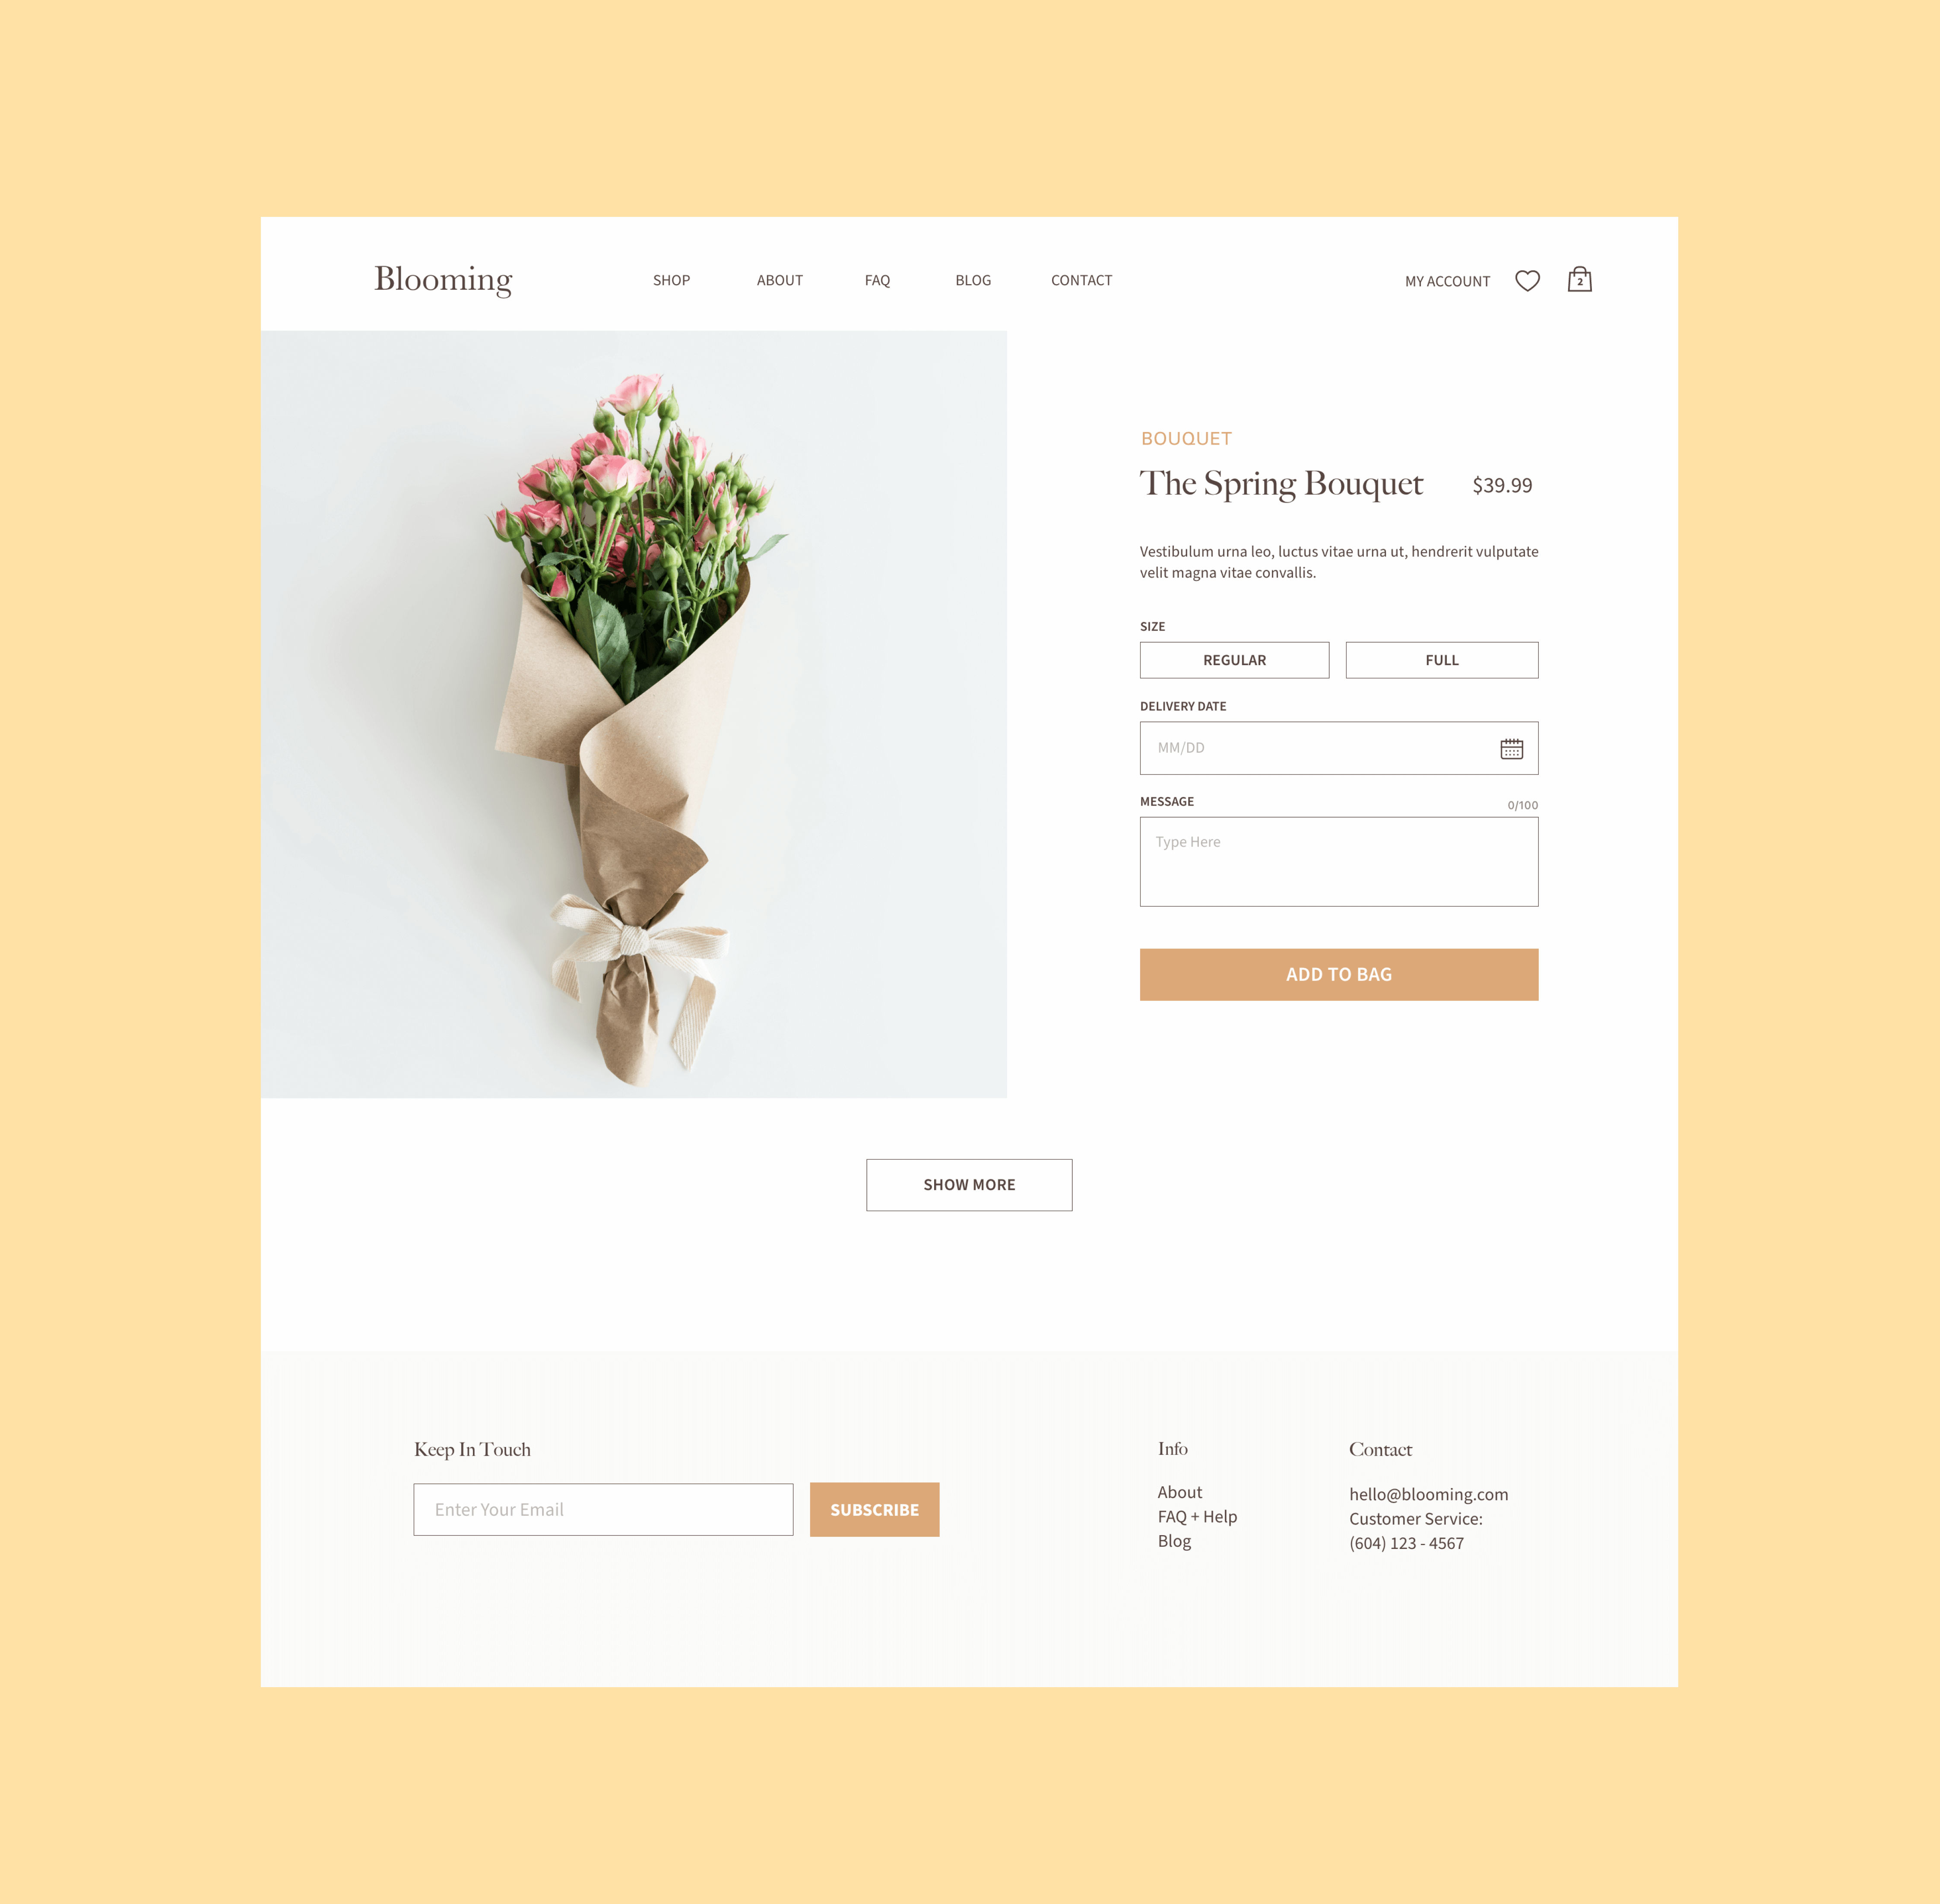 Blooming
SHOP
ABOUT
FAQ
BLOG
CONTACT
MY ACCOUNT
2
BOUQUET
The Spring Bouquet
$39.99
Vestibulum urna leo, luctus vitae urna ut, hendrerit vulputate
velit magna vitae convallis.
SIZE
REGULAR
FULL
DELIVERY DATE
MM/DD
MESSAGE
0/100
Type Here
ADD TO BAG
SHOW MORE
Keep In Touch
Enter Your Email
SUBSCRIBE
Info
About
FAQ + Help
Blog
Contact
hello@blooming.com
Customer Service:
(604) 123 - 4567